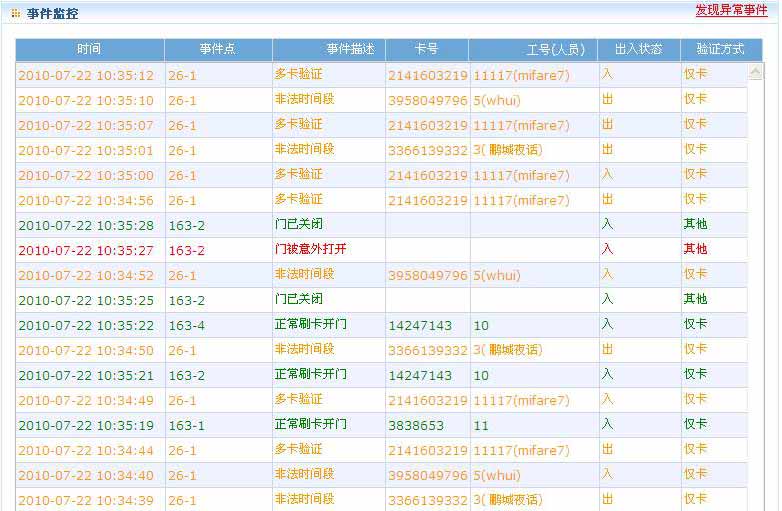 事件监控 发现异常事件
时间 事件点 事件描述 卡号 工号(人员) 出入状态 验证方式
2010-07-22 10:35:12 26-1 多卡验证 2141603219 11117(mifare7) 入 仅卡
2010-07-22 10:35:10 26-1 非法时间段 3958049796 5(whui) 出 仅卡
2010-07-22 10:35:07 26-1 多卡验证 2141603219 11117(mifare7) 出 仅卡
2010-07-22 10:35:01 26-1 非法时间段 3366139332 3( 鹏城夜话) 出 仅卡
2010-07-22 10:35:00 26-1 多卡验证 2141603219 11117(mifare7) 入 仅卡
2010-07-22 10:34:56 26-1 多卡验证 2141603219 11117(mifare7) 出 仅卡
2010-07-22 10:35:28 163-2 门已关闭 入 其他
2010-07-22 10:35:27 163-2 门被意外打开 入 其他
2010-07-22 10:34:52 26-1 非法时间段 3958049796 5(whui) 入 仅卡
2010-07-22 10:35:25 163-2 门已关闭 入 其他
2010-07-22 10:35:22 163-4 正常刷卡开门 14247143 10 入 仅卡
2010-07-22 10:34:50 26-1 非法时间段 3366139332 3( 鹏城夜话) 出 仅卡
2010-07-22 10:35:21 163-2 正常刷卡开门 14247143 10 入 仅卡
2010-07-22 10:34:49 26-1 多卡验证 2141603219 11117(mifare7) 入 仅卡
2010-07-22 10:35:19 163-1 正常刷卡开门 3838653 11 入 仅卡
2010-07-22 10:34:44 26-1 多卡验证 2141603219 11117(mifare7) 出 仅卡
2010-07-22 10:34:40 26-1 非法时间段 3958049796 5(whui) 入 仅卡
2010-07-22 10:34:39 26-1 非法时间段 3366139332 3( 鹏城夜话) 出 仅卡